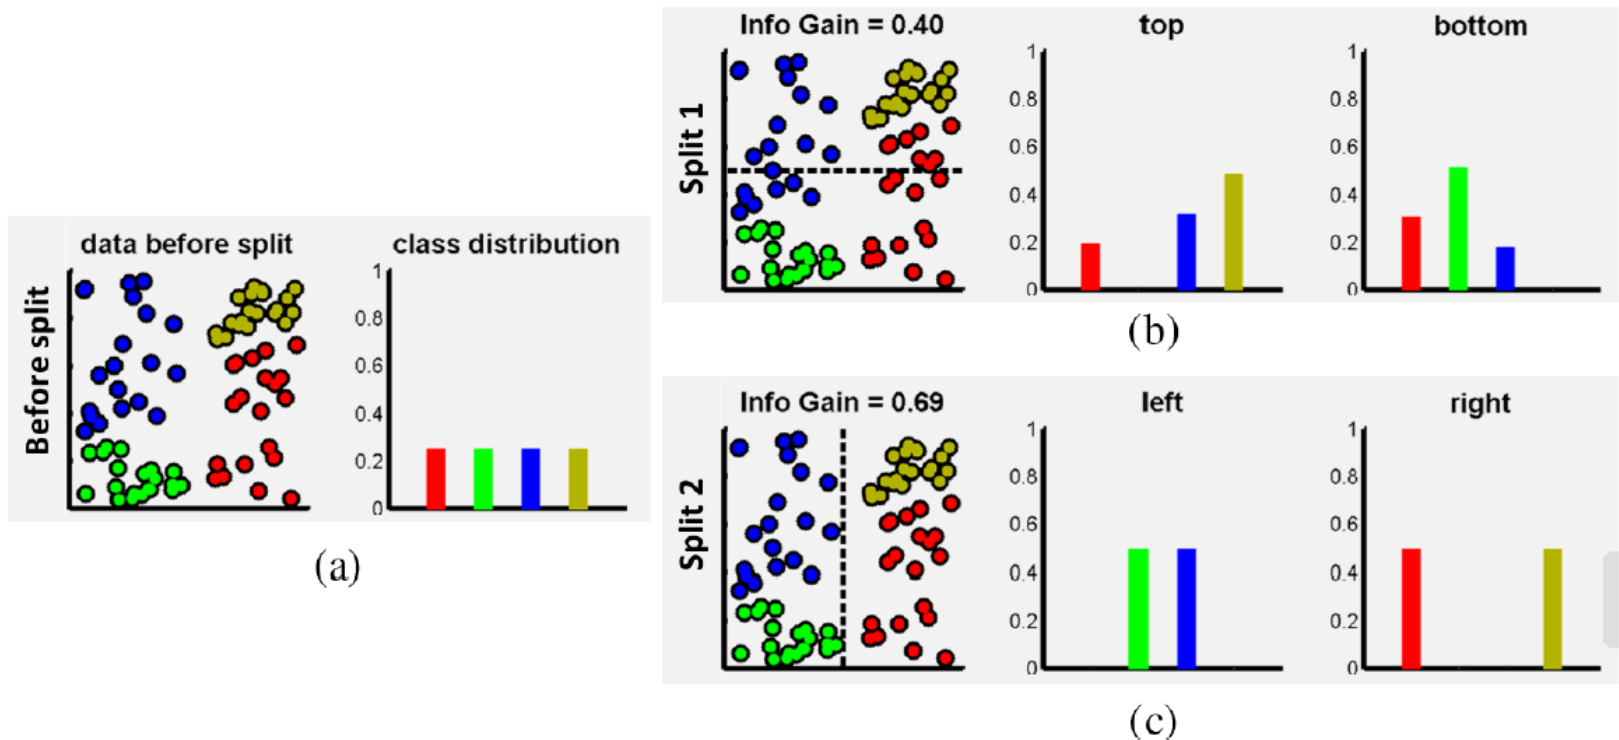 Before split
data before split
class distribution
1
0.8
0.6
0.4
0.2
0
(a)
Split 1
Info Gain = 0.40
top
1
0.8
0.6
0.4
0.2
0
bottom
1
0.8
0.6
0.4
0.2
0
(b)
Split 2
Info Gain = 0.69
left
1
0.8
0.6
0.4
0.2
0
right
1
0.8
0.6
0.4
0.2
0
(c)